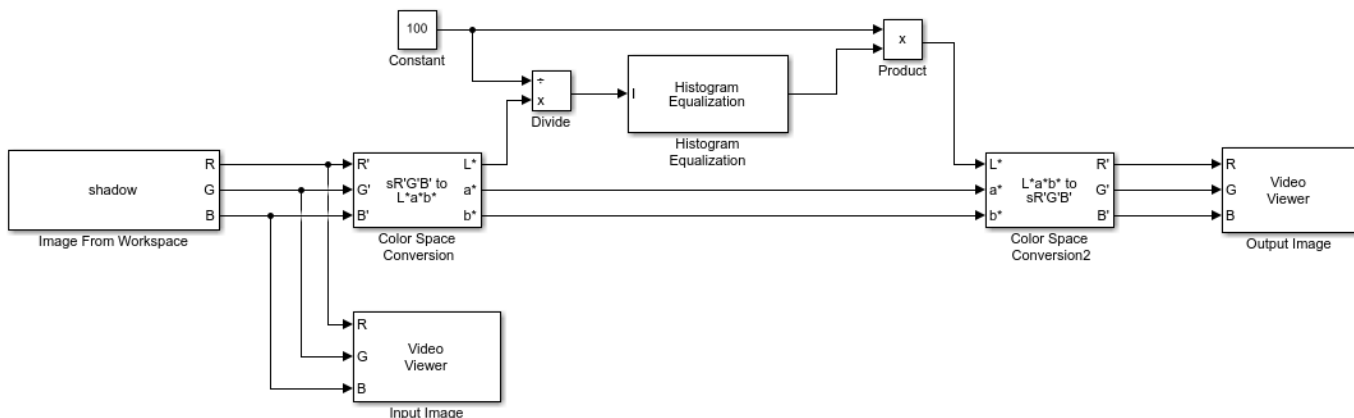 100
Constant
÷
x
Divide
I
Histogram
Equalization
Histogram
Equalization
x
Product
shadow
R
G
B
Image From Workspace
R'
G'
B'
sR'G'B' to
L*a*b*
L*
a*
b*
Color Space
Conversion
L*
a*
b*
L*a*b* to
sR'G'B'
R'
G'
B'
Color Space
Conversion2
R
G
B
Video
Viewer
Output Image
R
G
B
Video
Viewer
Input Image